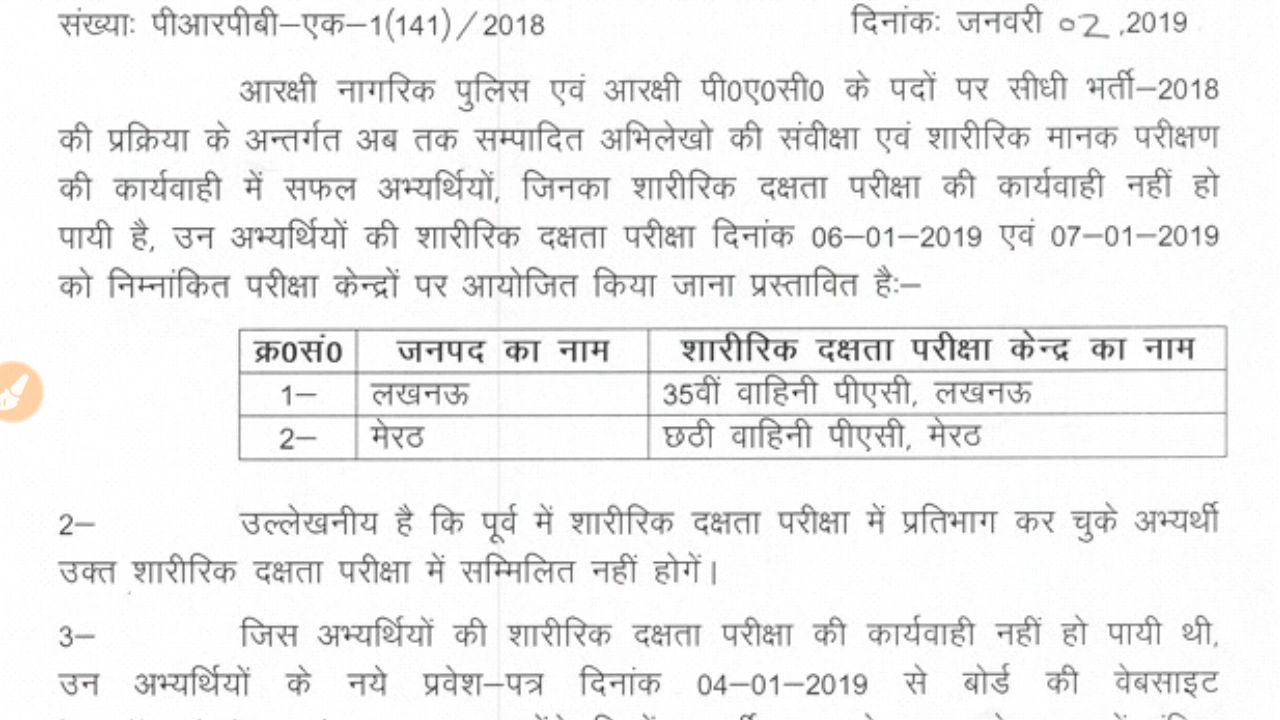 संख्याः पीआरपीबी–एक–1(141)/2018 दिनांकः जनवरी 02,2019
आरक्षी नागरिक पुलिस एवं आरक्षी पी0ए0सी0 के पदों पर सीधी भर्ती–2018
की प्रक्रिया के अन्तर्गत अब तक सम्पादित अभिलेखो की संवीक्षा एवं शारीरिक मानक परीक्षण
की कार्यवाही में सफल अभ्यर्थियों, जिनका शारीरिक दक्षता परीक्षा की कार्यवाही नहीं हो
पायी है, उन अभ्यर्थियों की शारीरिक दक्षता परीक्षा दिनांक 06–01–2019 एवं 07–01–2019
को निम्नांकित परीक्षा केन्द्रों पर आयोजित किया जाना प्रस्तावित हैः–
क्र0सं0 जनपद का नाम शारीरिक दक्षता परीक्षा केन्द्र का नाम
1– लखनऊ 35वीं वाहिनी पीएसी, लखनऊ
2– मेरठ छठी वाहिनी पीएसी, मेरठ
2– उल्लेखनीय है कि पूर्व में शारीरिक दक्षता परीक्षा में प्रतिभाग कर चुके अभ्यर्थी
उक्त शारीरिक दक्षता परीक्षा में सम्मिलित नहीं होगें।
3– जिस अभ्यर्थियों की शारीरिक दक्षता परीक्षा की कार्यवाही नहीं हो पायी थी,
उन अभ्यर्थियों के नये प्रवेश–पत्र दिनांक 04–01–2019 से बोर्ड की वेबसाइट